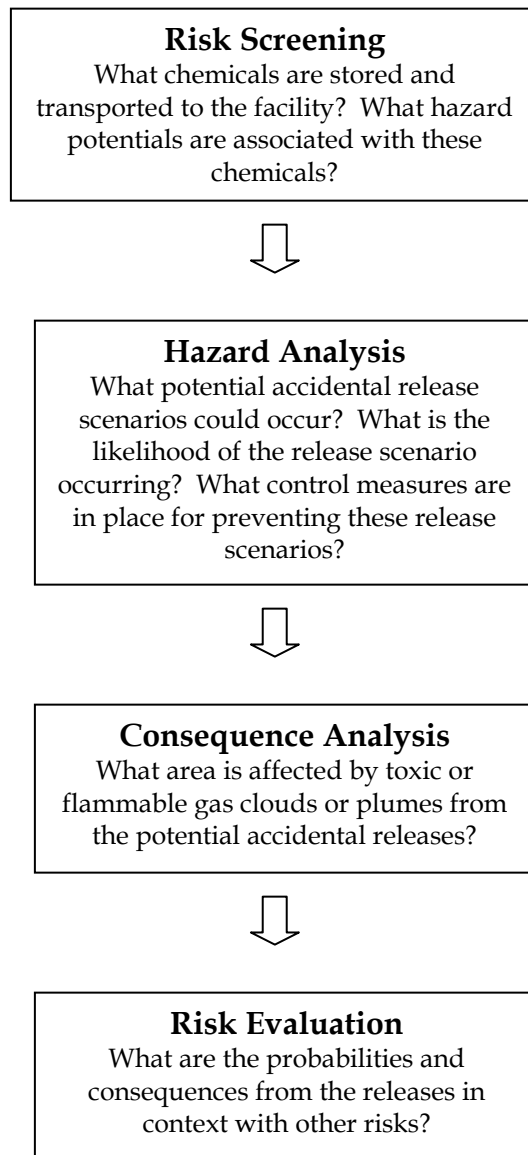 Risk Screening
What chemicals are stored and
transported to the facility?  What hazard
potentials are associated with these
chemicals?
Hazard Analysis
What potential accidental release
scenarios could occur?  What is the
likelihood of the release scenario
occurring?  What control measures are
in place for preventing these release
scenarios?
Consequence Analysis
What area is affected by toxic or
flammable gas clouds or plumes from
the potential accidental releases?
Risk Evaluation
What are the probabilities and
consequences from the releases in
context with other risks?